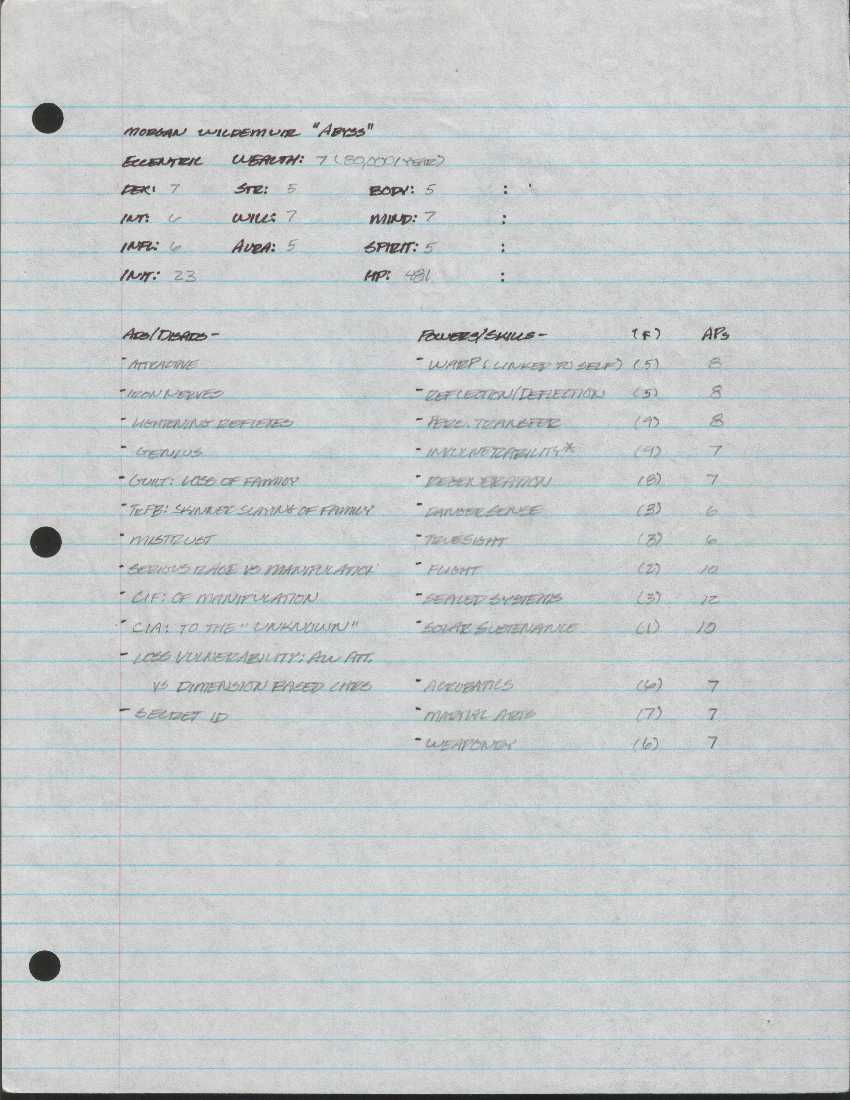 MORGAN WILDEMUIR "ABYSS"
ECCENTRIC WEALTH: 7 (80,000/YEAR)
DEX: 7 STR: 5 BODY: 5 :
INT: 6 WILL: 7 MIND: 7 :
INFL: 6 AURA: 5 SPIRIT: 5 :
INIT: 23 HP: 481 :
ADS/DISADS - POWERS/SKILLS - (F) APs
- ATTRACTIVE - WARP (LINKED TO SELF) (5) 8
- IRON NERVES - REFLECTION/DEFLECTION (5) 8
- LIGHTNING REFLEXES - PERC. TRANSFER (4) 8
- GENIUS - INVULNERABILITY* (9) 7
- GUILT: LOSS OF FAMILY - REGENERATION (8) 7
- SKINNER SLAYING OF FAMILY - DANGER SENSE (3) 6
- MISTRUST - TRUESIGHT (3) 6
- SERIOUS RAGE VS MANIPULATION - FLIGHT (2) 10
- CIF: OF MANIPULATION - SEALED SYSTEMS (3) 12
- CIA: TO THE "UNKNOWN" - SOLAR SUSTENANCE (1) 10
- LOSS VULNERABILITY: ALL ATT.
VS DIMENSION BASED CHRS - ACROBATICS (6) 7
- SECRET ID - MARTIAL ARTS (7) 7
- WEAPONRY (6) 7